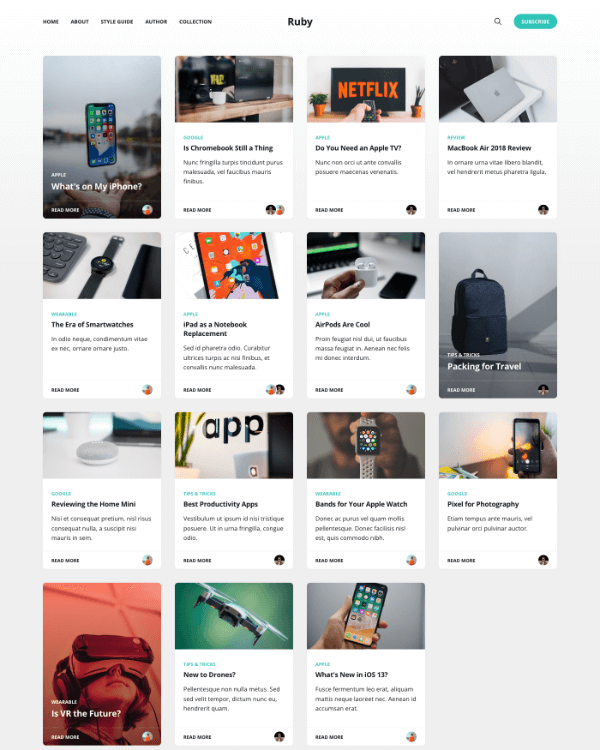 HOME ABOUT STYLE GUIDE AUTHOR COLLECTION
Ruby
SUBSCRIBE
APPLE
What's on My iPhone?
READ MORE
GOOGLE
Is Chromebook Still a Thing
Nunc fringilla turpis tincidunt purus
malesuada, vel faucibus mauris
finibus.
READ MORE
NETFLIX
APPLE
Do You Need an Apple TV?
Nunc non orci ut ante convallis
posuere maecenas venenatis.
READ MORE
REVIEW
MacBook Air 2018 Review
In ornare urna vitae libero blandit,
vel hendrerit metus pharetra ligula.
READ MORE
WEARABLE
The Era of Smartwatches
In odio neque, condimentum vitae
ex nec, ornare ornare justo.
READ MORE
APPLE
iPad as a Notebook
Replacement
Sed id pharetra odio. Curabitur
ultrices turpis ac nisi finibus, et
convallis nunc malesuada.
READ MORE
APPLE
AirPods Are Cool
Proin feugiat nisl dui, ut faucibus
massa feugiat in. Aenean nec felis
mi donec interdum.
READ MORE
TIPS & TRICKS
Packing for Travel
READ MORE
GOOGLE
Reviewing the Home Mini
Nisi et consequat pretium, nisl risus
consequat nulla, a suscipit nisi
mauris in sem.
READ MORE
app
TIPS & TRICKS
Best Productivity Apps
Vestibulum ut ipsum id nisi tristique
posuere. Ut in urna fringilla, congue
odio.
READ MORE
WEARABLE
Bands for Your Apple Watch
Donec ac purus vel quam mollis
pellentesque. Donec facilisis nisl
est, quis commodo nibh.
READ MORE
GOOGLE
Pixel for Photography
Etiam tempus ante mauris, vel
pulvinar orci pulvinar auctor.
READ MORE
WEARABLE
Is VR the Future?
READ MORE
TIPS & TRICKS
New to Drones?
Pellentesque non nulla metus. Sed
sed velit tempor, dictum nunc eu,
hendrerit quam.
READ MORE
APPLE
What's New in iOS 13?
Fusce fermentum leo erat, aliquam
mattis neque laoreet nec. Aenean id
accumsan erat.
READ MORE